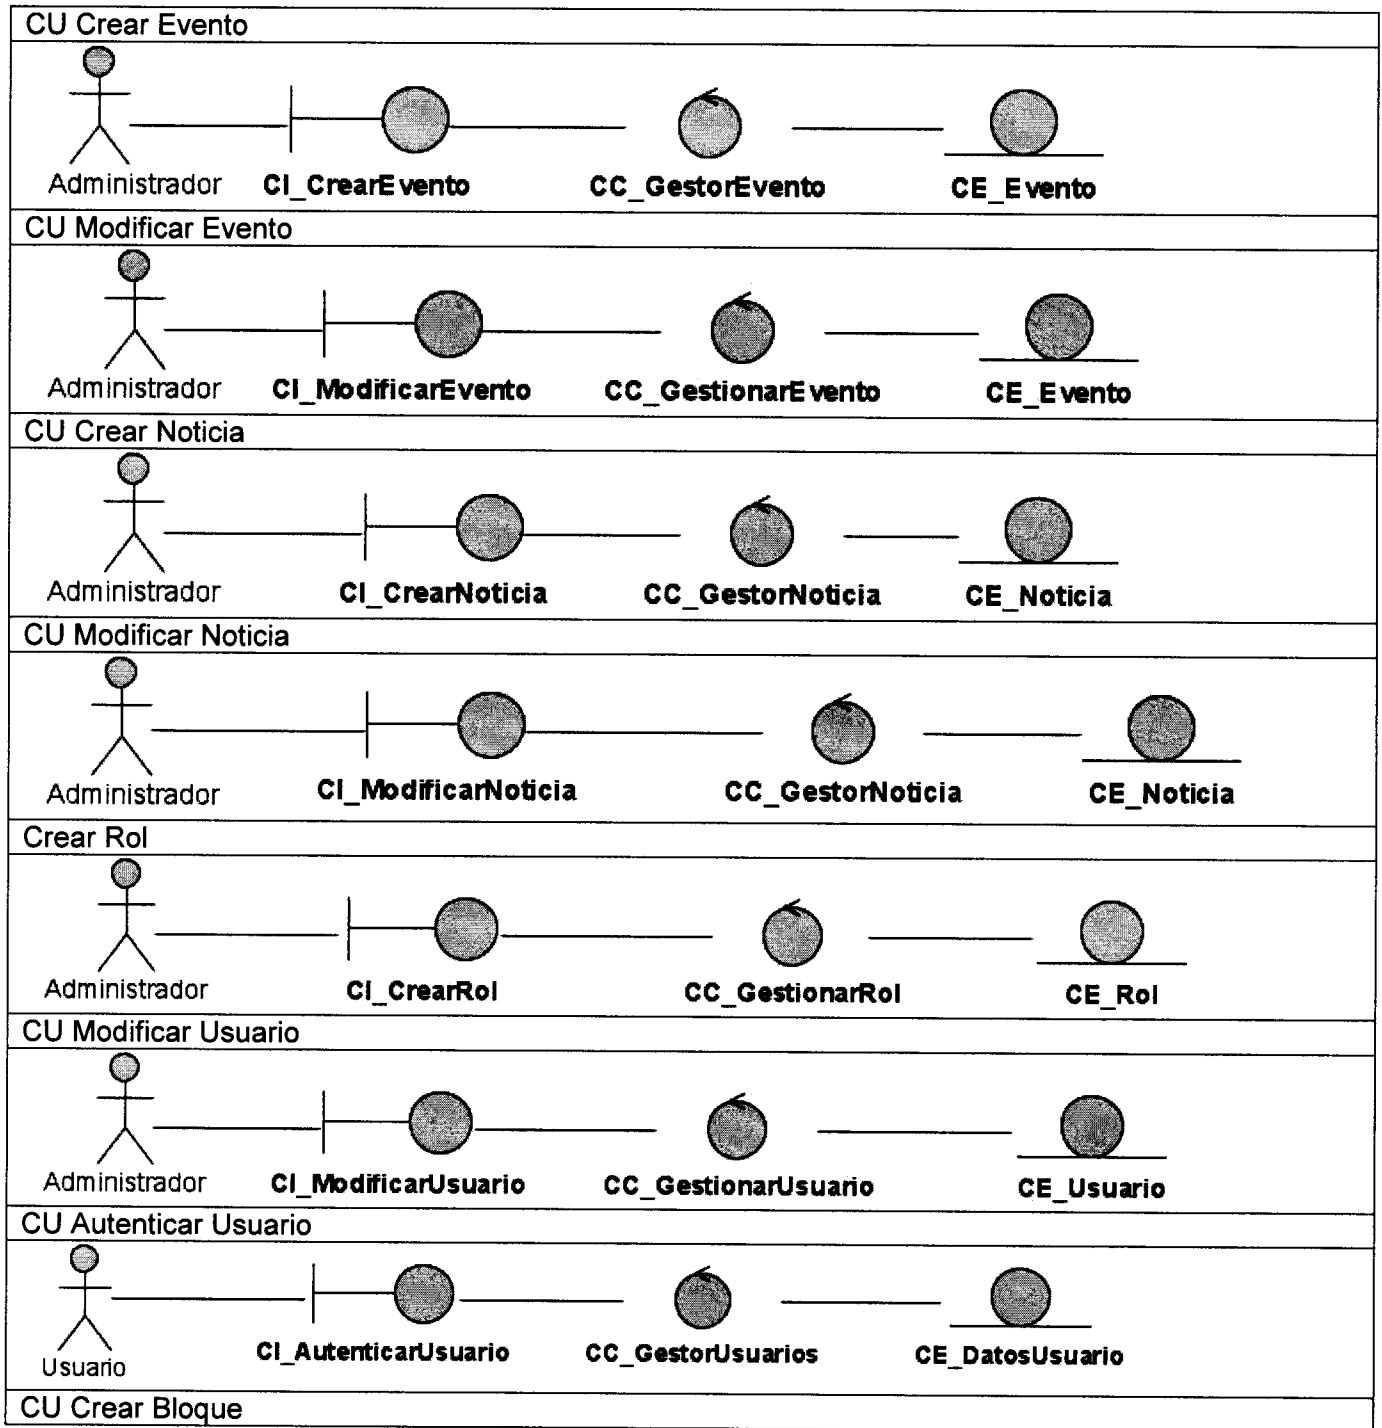 CU Crear Evento
Administrador CI_CrearEvento CC_GestorEvento CE_Evento
CU Modificar Evento
Administrador CI_ModificarEvento CC_GestionarEvento CE_Evento
CU Crear Noticia
Administrador CI_CrearNoticia CC_GestorNoticia CE_Noticia
CU Modificar Noticia
Administrador CI_ModificarNoticia CC_GestorNoticia CE_Noticia
Crear Rol
Administrador CI_CrearRol CC_GestionarRol CE_Rol
CU Modificar Usuario
Administrador CI_ModificarUsuario CC_GestionarUsuario CE_Usuario
CU Autenticar Usuario
Usuario CI_AutenticarUsuario CC_GestorUsuarios CE_DatosUsuario
CU Crear Bloque